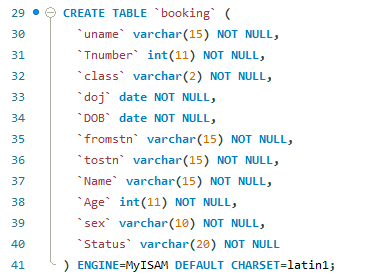 29 CREATE TABLE `booking` (
30 `uname` varchar(15) NOT NULL,
31 `Tnumber` int(11) NOT NULL,
32 `class` varchar(2) NOT NULL,
33 `doj` date NOT NULL,
34 `DOB` date NOT NULL,
35 `fromstn` varchar(15) NOT NULL,
36 `tostn` varchar(15) NOT NULL,
37 `Name` varchar(15) NOT NULL,
38 `Age` int(11) NOT NULL,
39 `sex` varchar(10) NOT NULL,
40 `Status` varchar(20) NOT NULL
41 ) ENGINE=MyISAM DEFAULT CHARSET=latin1;